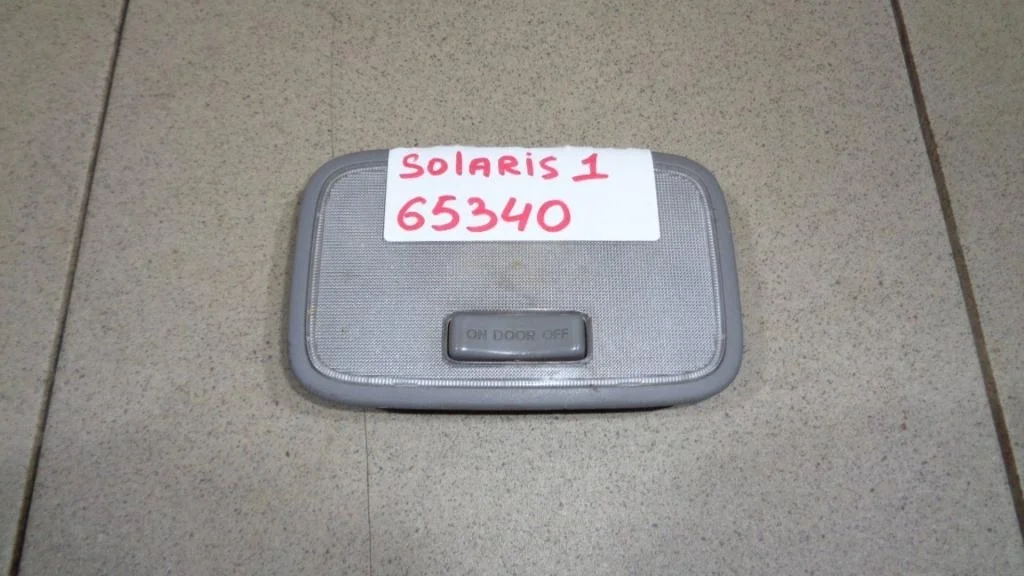 SOlARiS 1
65340
ON DOOR OFF